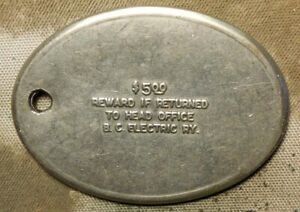 $5.00
REWARD IF RETURNED
TO HEAD OFFICE
B. C. ELECTRIC RY.